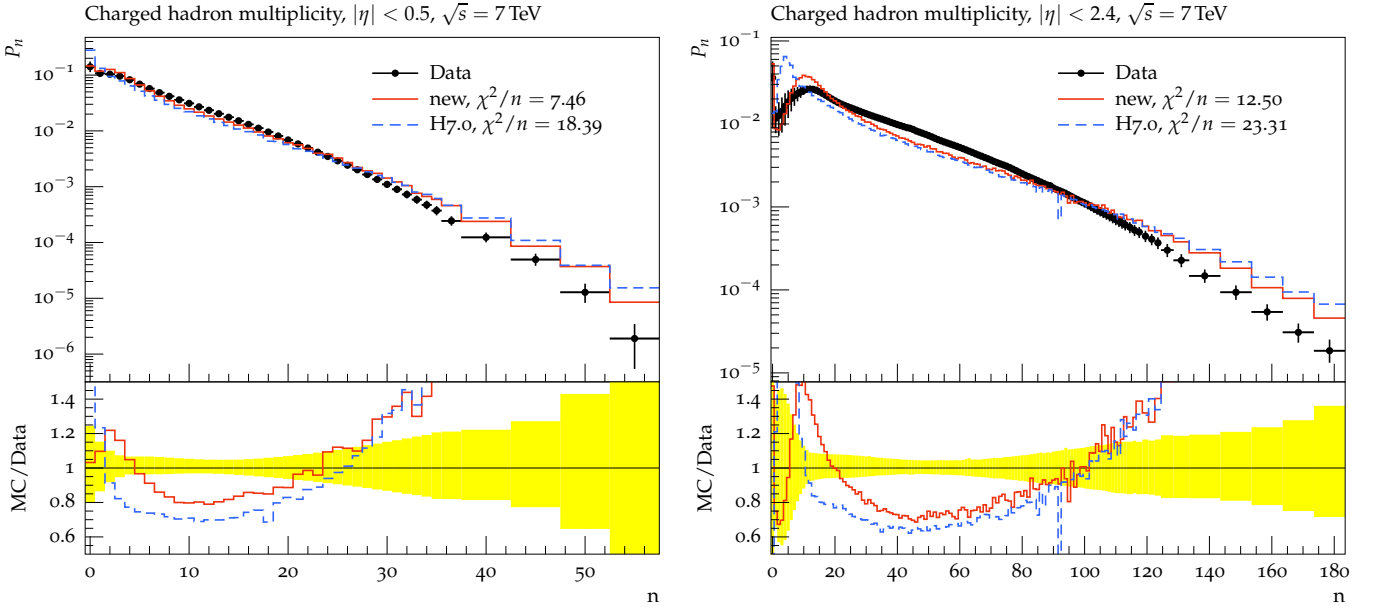 Charged hadron multiplicity, |η| < 0.5, √s = 7 TeV
P_n
10^−1
10^−2
10^−3
10^−4
10^−5
10^−6
Data
new, χ²/n = 7.46
H7.0, χ²/n = 18.39
MC/Data
1.4
1.2
1
0.8
0.6
0 10 20 30 40 50
n
Charged hadron multiplicity, |η| < 2.4, √s = 7 TeV
P_n
10^−1
10^−2
10^−3
10^−4
10^−5
Data
new, χ²/n = 12.50
H7.0, χ²/n = 23.31
MC/Data
1.4
1.2
1
0.8
0.6
0 20 40 60 80 100 120 140 160 180
n